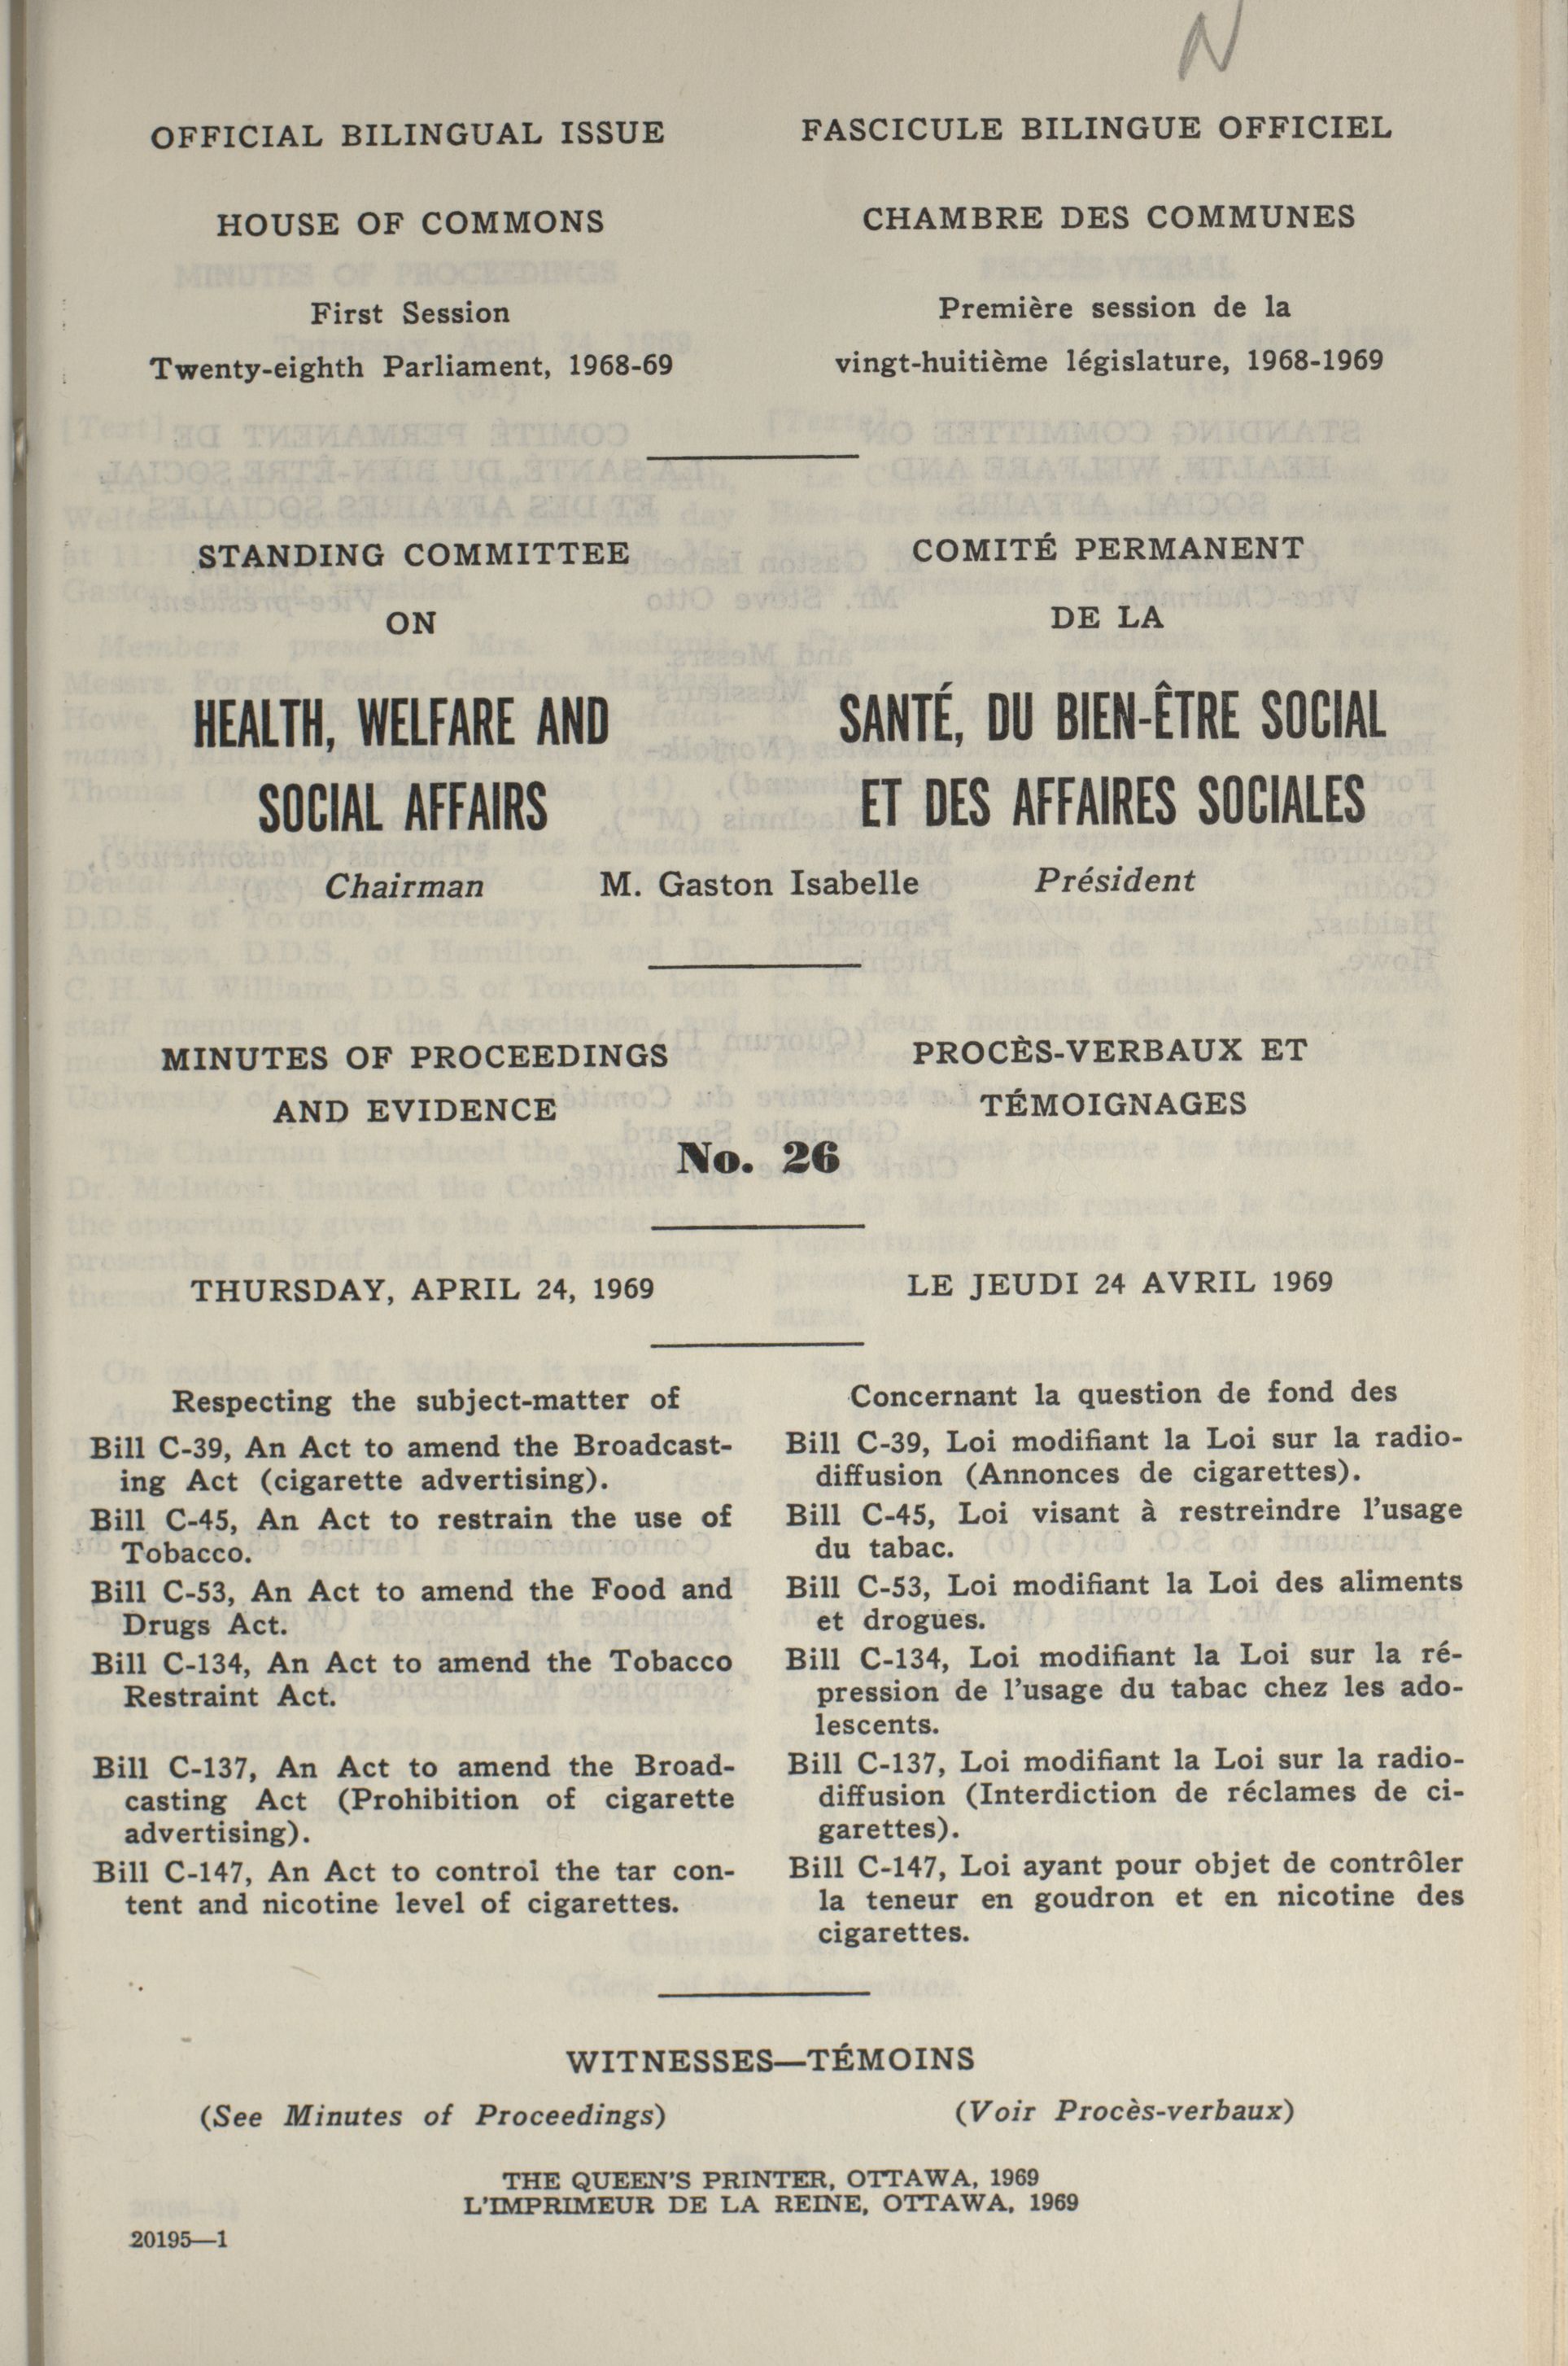 N
OFFICIAL BILINGUAL ISSUE
HOUSE OF COMMONS
First Session
Twenty-eighth Parliament, 1968-69
FASCICULE BILINGUE OFFICIEL
CHAMBRE DES COMMUNES
Première session de la
vingt-huitième législature, 1968-1969
STANDING COMMITTEE
ON
HEALTH, WELFARE AND
SOCIAL AFFAIRS
COMITÉ PERMANENT
DE LA
SANTÉ, DU BIEN-ÊTRE SOCIAL
ET DES AFFAIRES SOCIALES
Chairman M. Gaston Isabelle Président
MINUTES OF PROCEEDINGS
AND EVIDENCE
PROCÈS-VERBAUX ET
TÉMOIGNAGES
No. 26
THURSDAY, APRIL 24, 1969
LE JEUDI 24 AVRIL 1969
Respecting the subject-matter of
Bill C-39, An Act to amend the Broadcast-
ing Act (cigarette advertising).
Bill C-45, An Act to restrain the use of
Tobacco.
Bill C-53, An Act to amend the Food and
Drugs Act.
Bill C-134, An Act to amend the Tobacco
Restraint Act.
Bill C-137, An Act to amend the Broad-
casting Act (Prohibition of cigarette
advertising).
Bill C-147, An Act to control the tar con-
tent and nicotine level of cigarettes.
Concernant la question de fond des
Bill C-39, Loi modifiant la Loi sur la radio-
diffusion (Annonces de cigarettes).
Bill C-45, Loi visant à restreindre l'usage
du tabac.
Bill C-53, Loi modifiant la Loi des aliments
et drogues.
Bill C-134, Loi modifiant la Loi sur la ré-
pression de l'usage du tabac chez les ado-
lescents.
Bill C-137, Loi modifiant la Loi sur la radio-
diffusion (Interdiction de réclames de ci-
garettes).
Bill C-147, Loi ayant pour objet de contrôler
la teneur en goudron et en nicotine des
cigarettes.
WITNESSES—TÉMOINS
(See Minutes of Proceedings)
(Voir Procès-verbaux)
THE QUEEN'S PRINTER, OTTAWA, 1969
L'IMPRIMEUR DE LA REINE, OTTAWA, 1969
20195—1